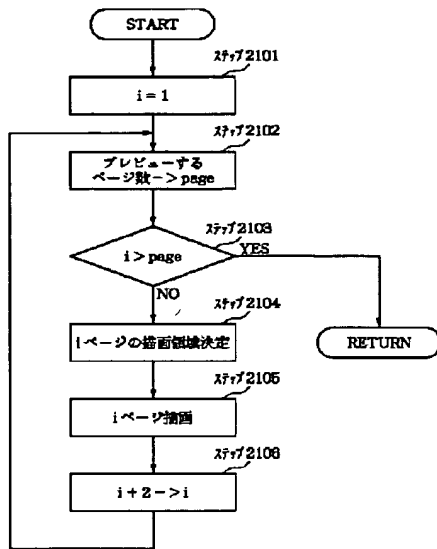 START
ステップ2101
i = 1
ステップ2102
プレビューする
ページ数ー>page
ステップ2103
i > page
YES
NO
ステップ2104
iページの描画領域決定
RETURN
ステップ2105
iページ描画
ステップ2106
i + 2 ー> i